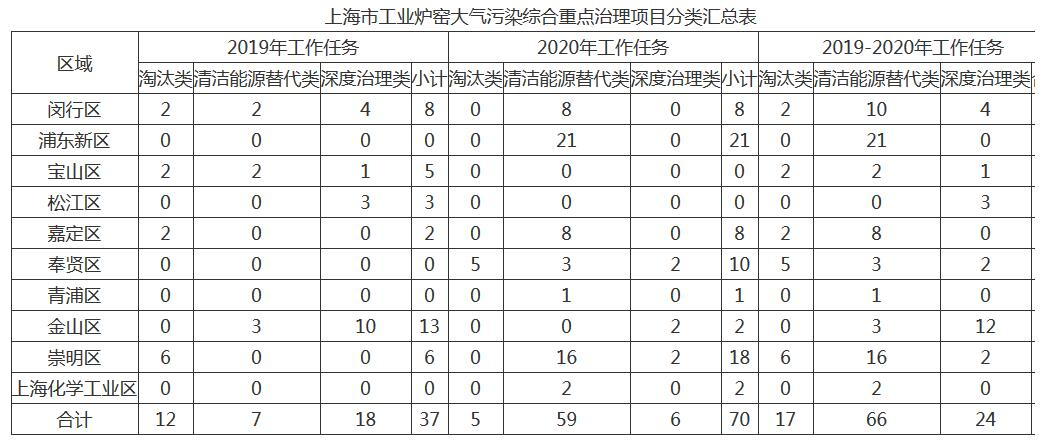 上海市工业炉窑大气污染综合重点治理项目分类汇总表
区域 2019年工作任务 2020年工作任务 2019-2020年工作任务
淘汰类 清洁能源替代类 深度治理类 小计 淘汰类 清洁能源替代类 深度治理类 小计 淘汰类 清洁能源替代类 深度治理类
闵行区 2 2 4 8 0 8 0 8 2 10 4
浦东新区 0 0 0 0 0 21 0 21 0 21 0
宝山区 2 2 1 5 0 0 0 0 2 2 1
松江区 0 0 3 3 0 0 0 0 0 0 3
嘉定区 2 0 0 2 0 8 0 8 2 8 0
奉贤区 0 0 0 0 5 3 2 10 5 3 2
青浦区 0 0 0 0 0 1 0 1 0 1 0
金山区 0 3 10 13 0 0 2 2 0 3 12
崇明区 6 0 0 6 0 16 2 18 6 16 2
上海化学工业区 0 0 0 0 0 2 0 2 0 2 0
合计 12 7 18 37 5 59 6 70 17 66 24